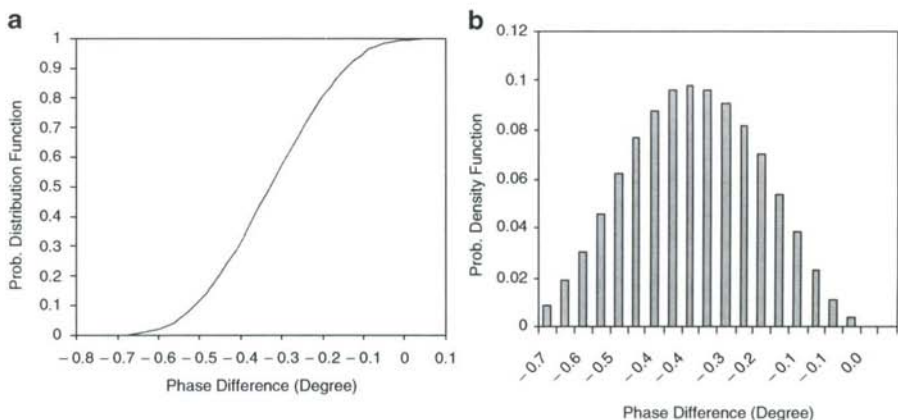 a
1
0.9
0.8
0.7
0.6
0.5
0.4
0.3
0.2
0.1
0
Prob. Distribution Function
−0.8 −0.7 −0.6 −0.5 −0.4 −0.3 −0.2 −0.1 0 0.1
Phase Difference (Degree)
b
0.12
0.1
0.08
0.06
0.04
0.02
0
Prob. Density Function
−0.7 −0.6 −0.5 −0.4 −0.4 −0.3 −0.2 −0.1 −0.1 0.0
Phase Difference (Degree)